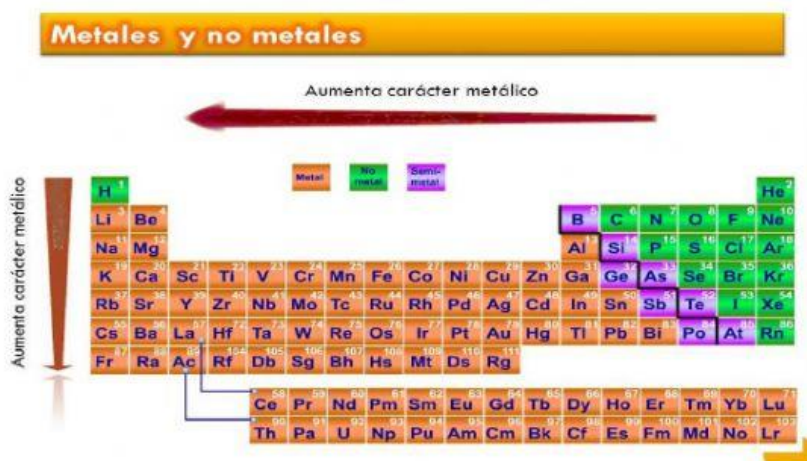 Metales y no metales
Aumenta carácter metálico
Aumenta carácter metálico
Metal No metal Semi-metal
H 1 He 2
Li 3 Be 4 B 5 C 6 N 7 O 8 F 9 Ne 10
Na 11 Mg 12 Al 13 Si 14 P 15 S 16 Cl 17 Ar 18
K 19 Ca 20 Sc 21 Ti 22 V 23 Cr 24 Mn 25 Fe 26 Co 27 Ni 28 Cu 29 Zn 30 Ga 31 Ge 32 As 33 Se 34 Br 35 Kr 36
Rb 37 Sr 38 Y 39 Zr 40 Nb 41 Mo 42 Tc 43 Ru 44 Rh 45 Pd 46 Ag 47 Cd 48 In 49 Sn 50 Sb 51 Te 52 I 53 Xe 54
Cs 55 Ba 56 La 57 Hf 72 Ta 73 W 74 Re 75 Os 76 Ir 77 Pt 78 Au 79 Hg 80 Tl 81 Pb 82 Bi 83 Po 84 At 85 Rn 86
Fr 87 Ra 88 Ac 89 Rf 104 Db 105 Sg 106 Bh 107 Hs 108 Mt 109 Ds 110 Rg 111
Ce 58 Pr 59 Nd 60 Pm 61 Sm 62 Eu 63 Gd 64 Tb 65 Dy 66 Ho 67 Er 68 Tm 69 Yb 70 Lu 71
Th 90 Pa 91 U 92 Np 93 Pu 94 Am 95 Cm 96 Bk 97 Cf 98 Es 99 Fm 100 Md 101 No 102 Lr 103